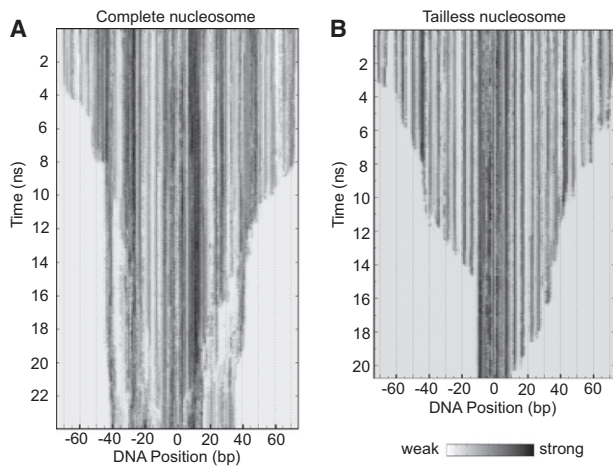 Complete nucleosome
Tailless nucleosome
A
B
Time (ns)
2
4
6
8
10
12
14
16
18
20
22
-60 -40 -20 0 20 40 60
DNA Position (bp)
Time (ns)
2
4
6
8
10
12
14
16
18
20
-60 -40 -20 0 20 40 60
DNA Position (bp)
weak strong